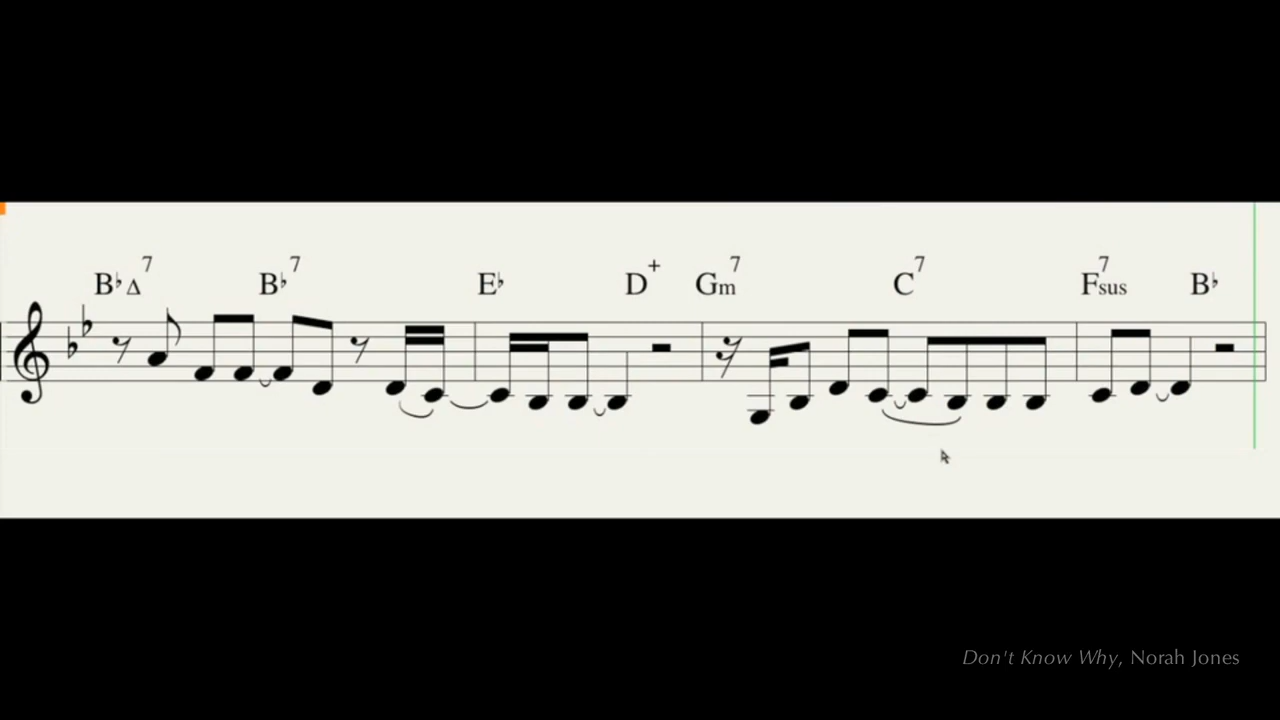 B♭Δ7 B♭7 E♭ D+ Gm7 C7 F7sus B♭
Don't Know Why, Norah Jones